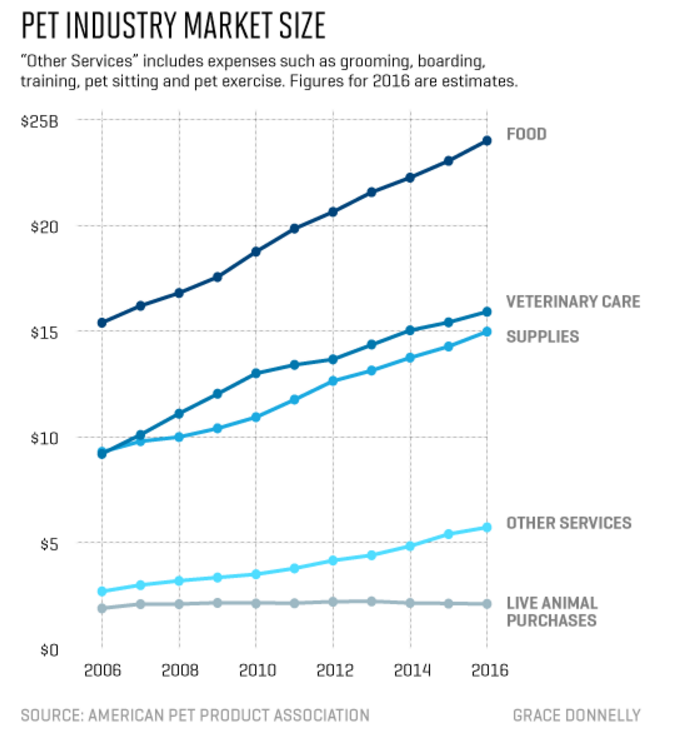 PET INDUSTRY MARKET SIZE
“Other Services” includes expenses such as grooming, boarding,
training, pet sitting and pet exercise. Figures for 2016 are estimates.
$25B
FOOD
$20
VETERINARY CARE
$15
SUPPLIES
$10
OTHER SERVICES
$5
LIVE ANIMAL
PURCHASES
$0
2006 2008 2010 2012 2014 2016
SOURCE: AMERICAN PET PRODUCT ASSOCIATION
GRACE DONNELLY